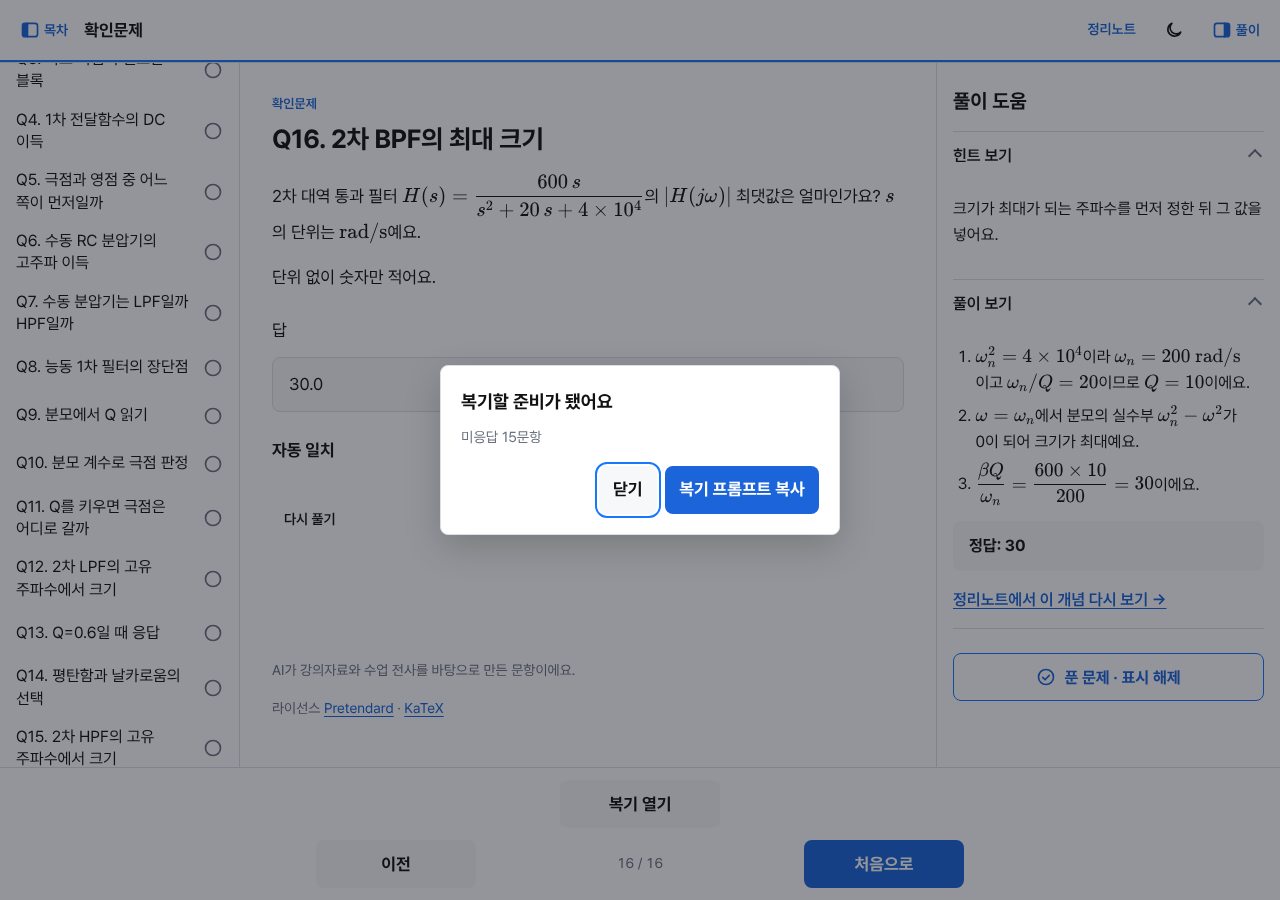 목차 확인문제 정리노트 풀이
블록
Q4. 1차 전달함수의 DC
이득
Q5. 극점과 영점 중 어느
쪽이 먼저일까
Q6. 수동 RC 분압기의
고주파 이득
Q7. 수동 분압기는 LPF일까
HPF일까
Q8. 능동 1차 필터의 장단점
Q9. 분모에서 Q 읽기
Q10. 분모 계수로 극점 판정
Q11. Q를 키우면 극점은
어디로 갈까
Q12. 2차 LPF의 고유
주파수에서 크기
Q13. Q=0.6일 때 응답
Q14. 평탄함과 날카로움의
선택
Q15. 2차 HPF의 고유
주파수에서 크기
확인문제
Q16. 2차 BPF의 최대 크기
2차 대역 통과 필터 H(s) = 600 s / (s² + 20 s + 4 × 10⁴)의 |H(jω)| 최댓값은 얼마인가요? s
의 단위는 rad/s예요.
단위 없이 숫자만 적어요.
답
30.0
자동 일치
다시 풀기
복기할 준비가 됐어요
미응답 15문항
닫기 복기 프롬프트 복사
AI가 강의자료와 수업 전사를 바탕으로 만든 문항이에요.
라이선스 Pretendard · KaTeX
풀이 도움
힌트 보기
크기가 최대가 되는 주파수를 먼저 정한 뒤 그 값을
넣어요.
풀이 보기
1. ωₙ² = 4 × 10⁴이라 ωₙ = 200 rad/s
이고 ωₙ/Q = 20이므로 Q = 10이에요.
2. ω = ωₙ에서 분모의 실수부 ωₙ² − ω²가
0이 되어 크기가 최대예요.
3. βQ/ωₙ = 600 × 10/200 = 30이에요.
정답: 30
정리노트에서 이 개념 다시 보기 →
푼 문제 · 표시 해제
복기 열기
이전 16 / 16 처음으로